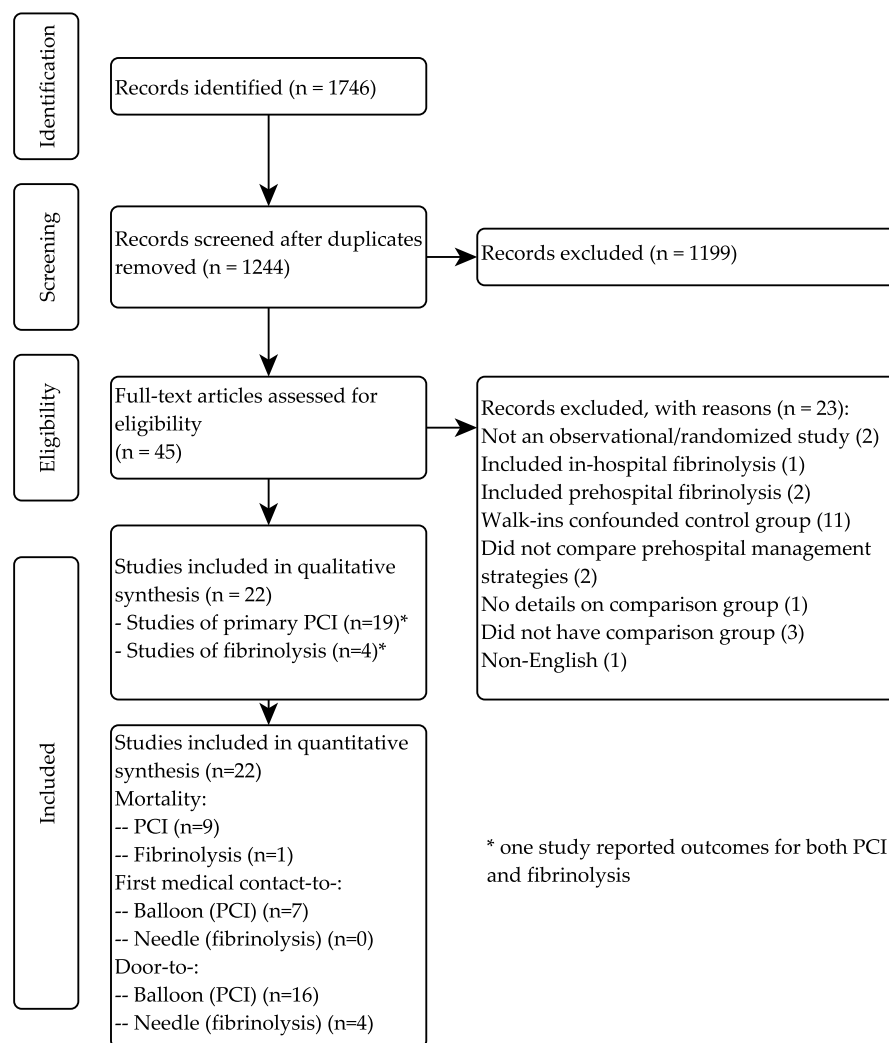 Identification
Records identified (n = 1746)
Screening
Records screened after duplicates
removed (n = 1244)
Records excluded (n = 1199)
Eligibility
Full-text articles assessed for
eligibility
(n = 45)
Records excluded, with reasons (n = 23):
Not an observational/randomized study (2)
Included in-hospital fibrinolysis (1)
Included prehospital fibrinolysis (2)
Walk-ins confounded control group (11)
Did not compare prehospital management
strategies (2)
No details on comparison group (1)
Did not have comparison group (3)
Non-English (1)
Included
Studies included in qualitative
synthesis
(n = 22)
- Studies of primary PCI (n=19)*
- Studies of fibrinolysis (n=4)*
Studies included in quantitative
synthesis (n=22)
Mortality:
-- PCI (n=9)
-- Fibrinolysis (n=1)
First medical contact-to-:
-- Balloon (PCI) (n=7)
-- Needle (fibrinolysis) (n=0)
Door-to-:
-- Balloon (PCI) (n=16)
-- Needle (fibrinolysis) (n=4)
* one study reported outcomes for both PCI
and fibrinolysis